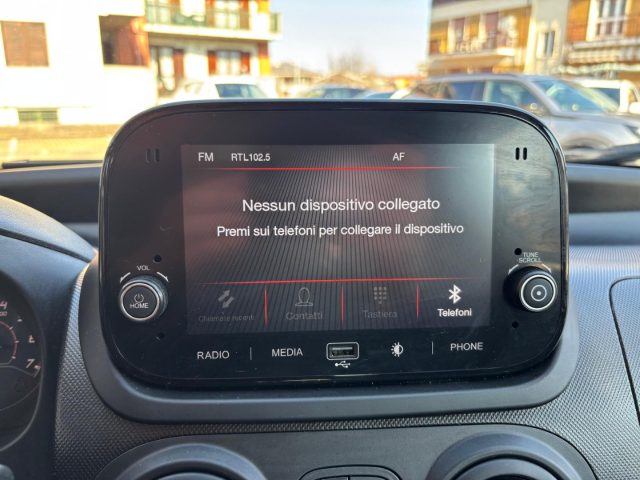 FM RTL102.5 AF
Nessun dispositivo collegato
Premi sui telefoni per collegare il dispositivo
VOL
HOME
TUNE
SCROLL
Chiamate recenti Contatti Tastiera Telefoni
RADIO MEDIA PHONE